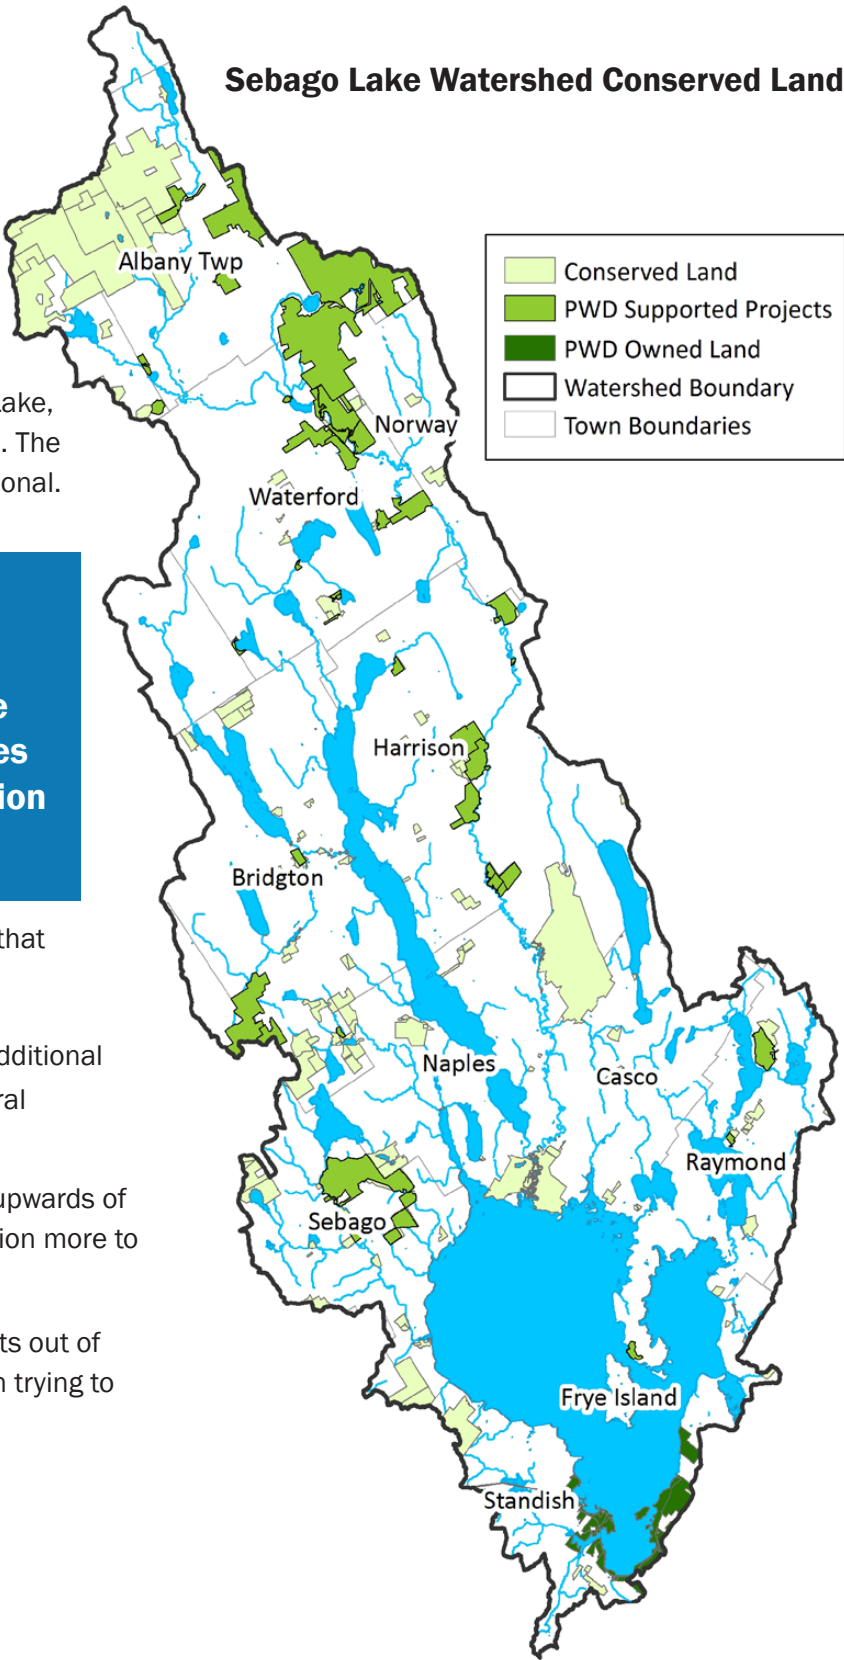 Sebago Lake Watershed Conserved Land
Conserved Land
PWD Supported Projects
PWD Owned Land
Watershed Boundary
Town Boundaries
Albany Twp
ake,
. The
onal.
Norway
Waterford
e
es
ion
Harrison
Bridgton
that
dditional
ral
Naples
Casco
Raymond
upwards of
ion more to
Sebago
ts out of
n trying to
Frye Island
Standish